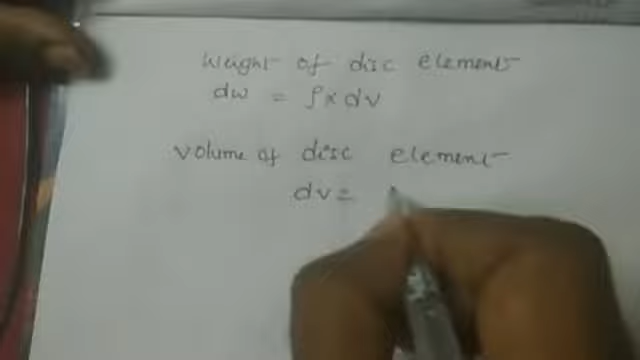 Weight of disc element
dw = ρ x dv
volume of disc element
dv =